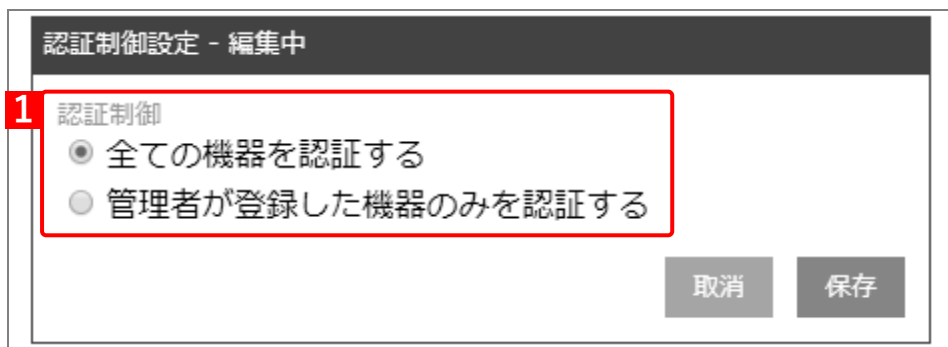 認証制御設定 - 編集中
1
認証制御
全ての機器を認証する
管理者が登録した機器のみを認証する
取消 保存